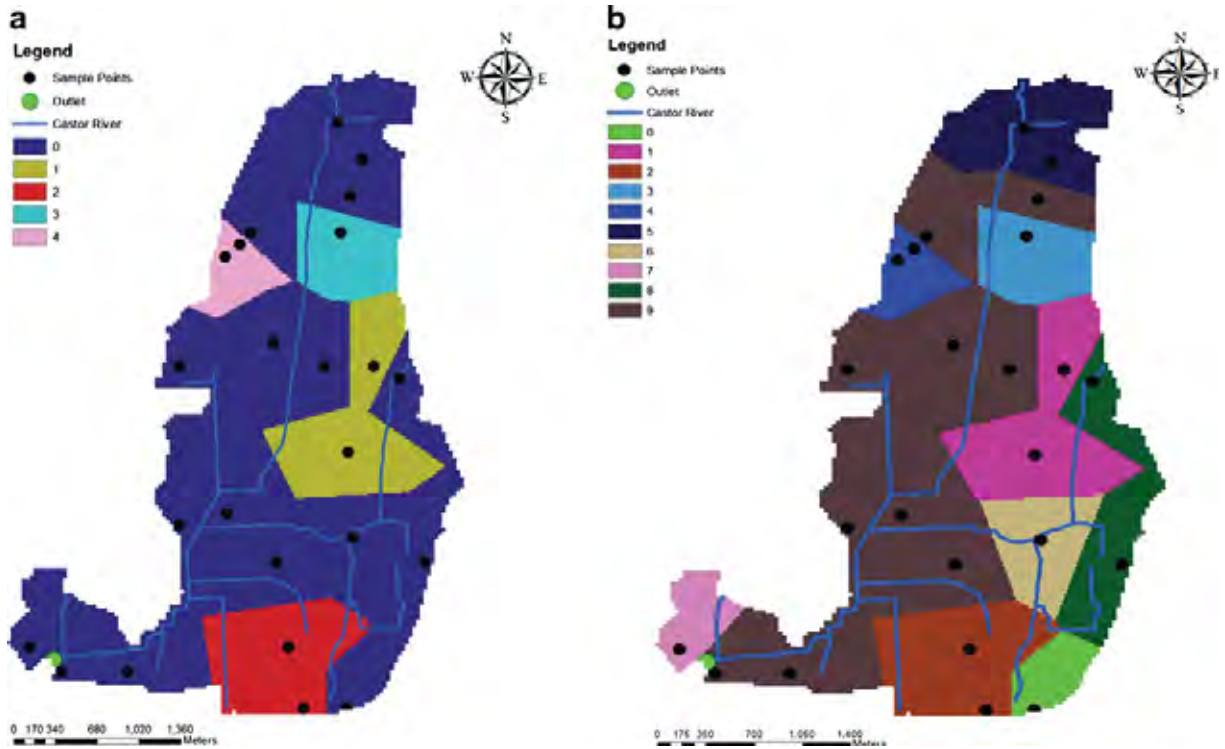 a
Legend
Sample Points
Outlet
Castor River
0
1
2
3
4
N
W E
S
0 170 340 680 1,020 1,360
Meters
b
Legend
Sample Points
Outlet
Castor River
0
1
2
3
4
5
6
7
8
9
N
W E
S
0 175 350 700 1,050 1,400
Meters